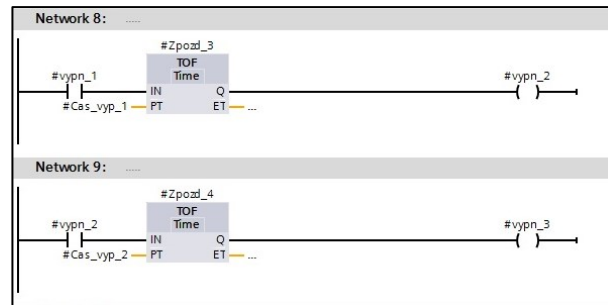 Network 8: .....
#Zpozd_3
TOF
#vypn_1 Time #vypn_2
IN Q
#Cas_vyp_1 PT ET ...
Network 9: .....
#Zpozd_4
TOF
#vypn_2 Time #vypn_3
IN Q
#Cas_vyp_2 PT ET ...